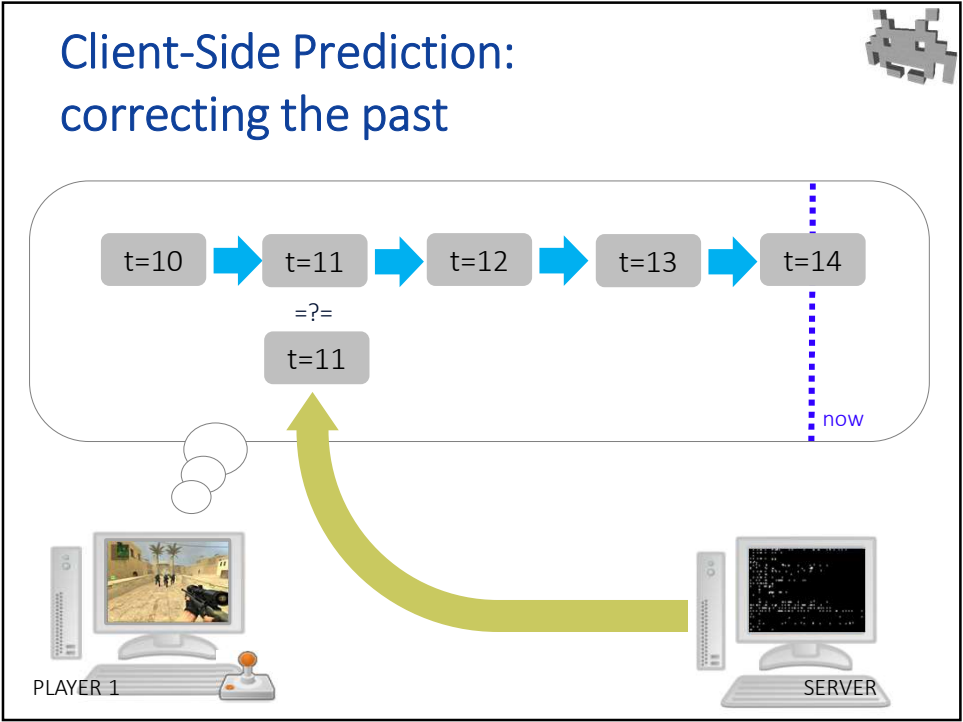 Client-Side Prediction:
correcting the past
t=10
t=11
t=12
t=13
t=14
=?=
t=11
now
PLAYER 1
SERVER